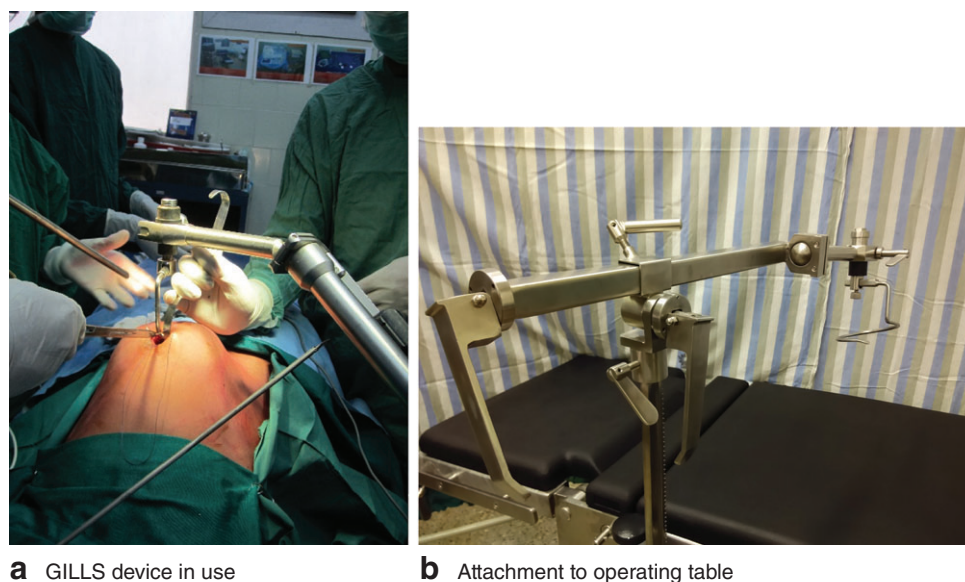 a GILLS device in use
b Attachment to operating table